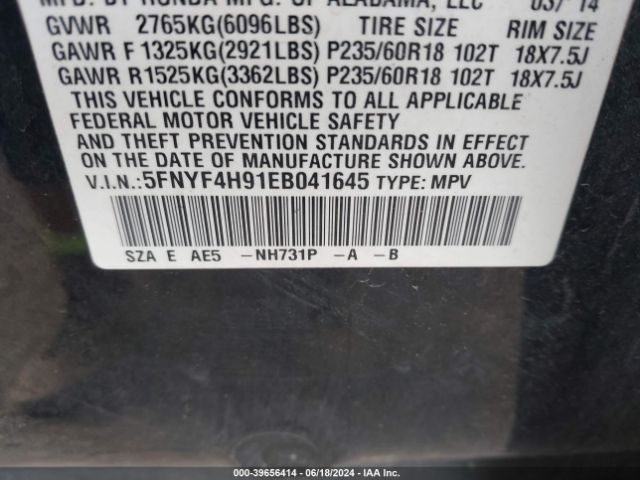 MFD. BY HONDA MFG. OF ALABAMA, LLC 03/ 14
GVWR 2765KG(6096LBS) TIRE SIZE RIM SIZE
GAWR F 1325KG(2921LBS) P235/60R18 102T 18X7.5J
GAWR R1525KG(3362LBS) P235/60R18 102T 18X7.5J
THIS VEHICLE CONFORMS TO ALL APPLICABLE
FEDERAL MOTOR VEHICLE SAFETY
AND THEFT PREVENTION STANDARDS IN EFFECT
ON THE DATE OF MANUFACTURE SHOWN ABOVE.
V.I.N.:5FNYF4H91EB041645 TYPE: MPV
SZA E AE5 -NH731P -A -B
000-39656414 - 06/18/2024 - IAA Inc.